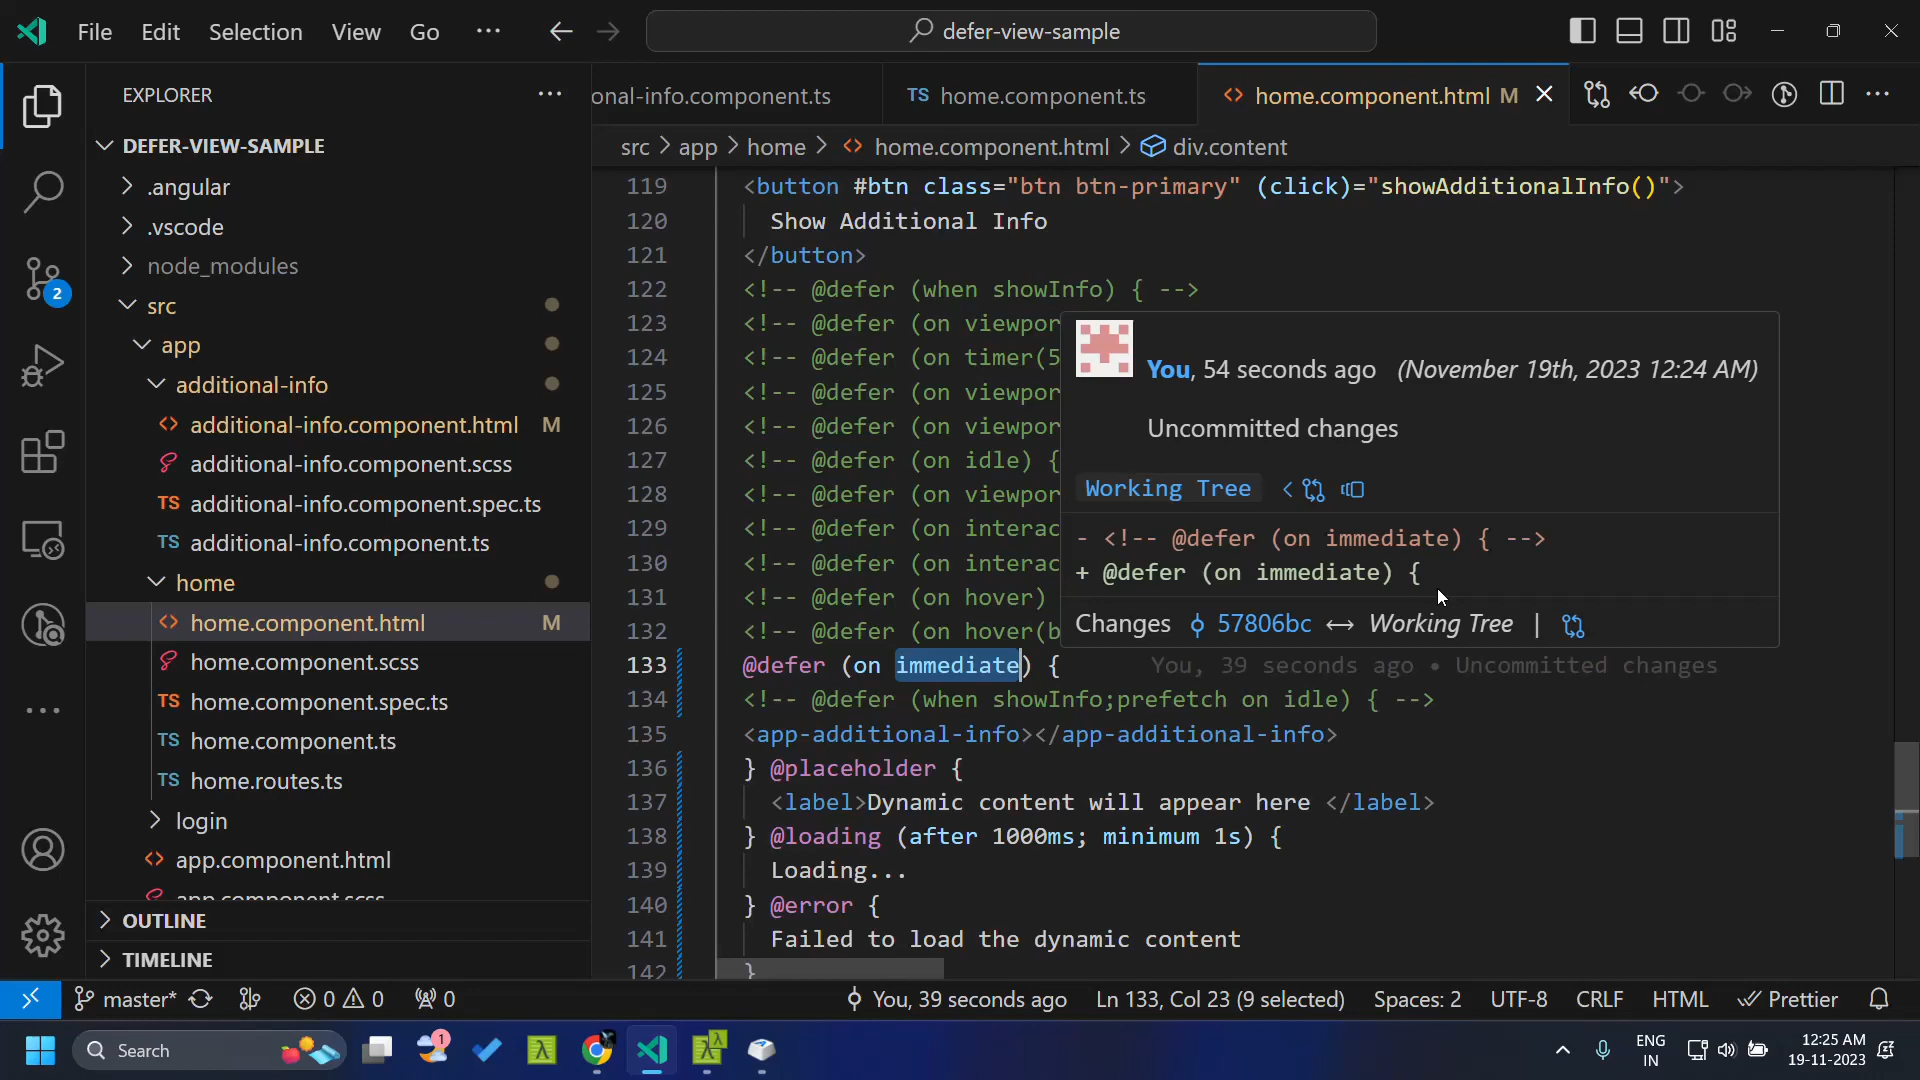 File Edit Selection View Go ··· defer-view-sample
EXPLORER
DEFER-VIEW-SAMPLE
.angular
.vscode
node_modules
2
src
app
additional-info
additional-info.component.html M
additional-info.component.scss
TS additional-info.component.spec.ts
TS additional-info.component.ts
home
home.component.html M
home.component.scss
TS home.component.spec.ts
TS home.component.ts
TS home.routes.ts
login
app.component.html
app.component.scss
OUTLINE
TIMELINE
onal-info.component.ts TS home.component.ts <> home.component.html M
src > app > home > <> home.component.html > div.content
119 <button #btn class="btn btn-primary" (click)="showAdditionalInfo()">
120 Show Additional Info
121 </button>
122 <!-- @defer (when showInfo) { -->
123 <!-- @defer (on viewpor
124 <!-- @defer (on timer(5
125 <!-- @defer (on viewpor
126 <!-- @defer (on viewpor
127 <!-- @defer (on idle) {
128 <!-- @defer (on viewpor
129 <!-- @defer (on interac
130 <!-- @defer (on interac
131 <!-- @defer (on hover)
132 <!-- @defer (on hover(b
133 @defer (on immediate) { You, 39 seconds ago • Uncommitted changes
134 <!-- @defer (when showInfo;prefetch on idle) { -->
135 <app-additional-info></app-additional-info>
136 } @placeholder {
137 <label>Dynamic content will appear here </label>
138 } @loading (after 1000ms; minimum 1s) {
139 Loading...
140 } @error {
141 Failed to load the dynamic content
142 }
You, 54 seconds ago (November 19th, 2023 12:24 AM)
Uncommitted changes
Working Tree
- <!-- @defer (on immediate) { -->
+ @defer (on immediate) {
Changes 57806bc ↔ Working Tree |
master* 0 0 0 You, 39 seconds ago Ln 133, Col 23 (9 selected) Spaces: 2 UTF-8 CRLF HTML Prettier
Search 1 ENG IN 12:25 AM 19-11-2023